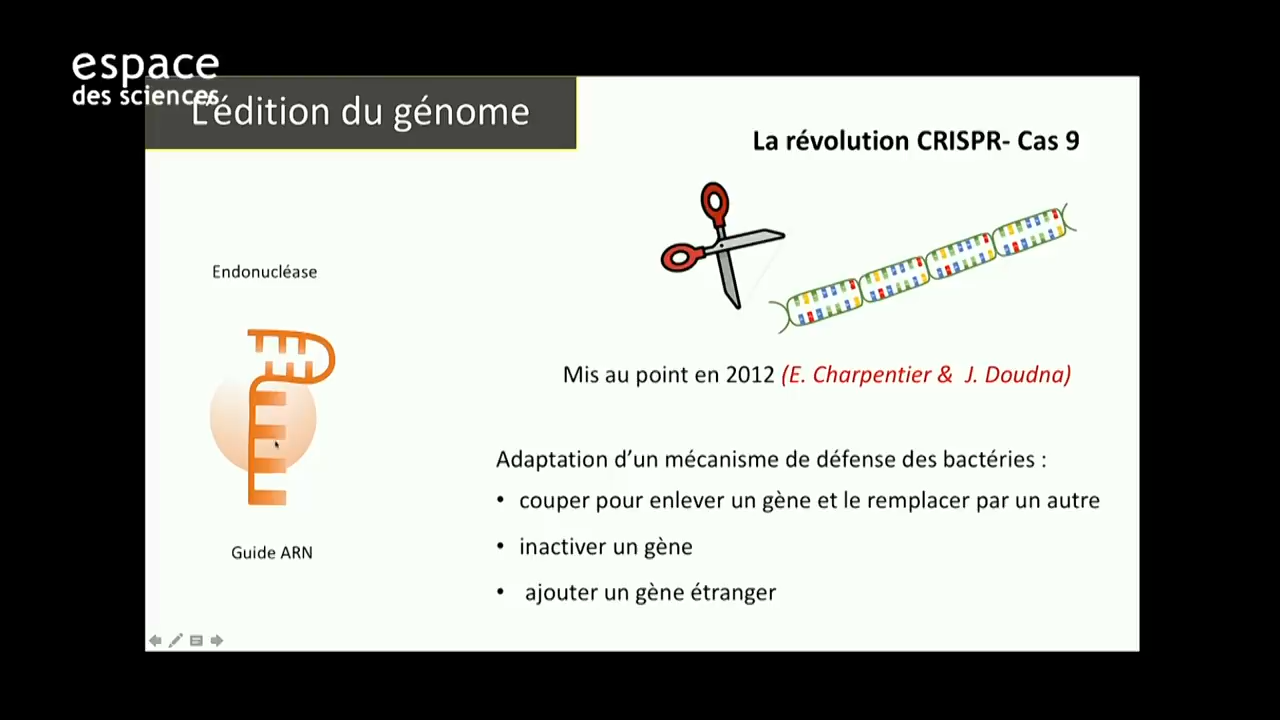 espace
des sciences
L'édition du génome
La révolution CRISPR- Cas 9
Endonucléase
Mis au point en 2012 (E. Charpentier & J. Doudna)
Adaptation d'un mécanisme de défense des bactéries :
• couper pour enlever un gène et le remplacer par un autre
• inactiver un gène
Guide ARN
• ajouter un gène étranger